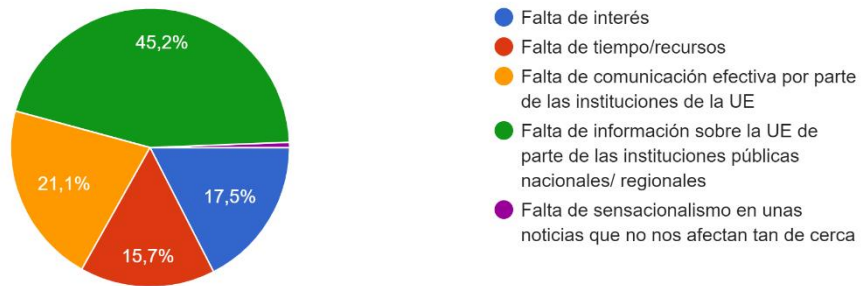 45,2%
21,1%
15,7%
17,5%
Falta de interés
Falta de tiempo/recursos
Falta de comunicación efectiva por parte
de las instituciones de la UE
Falta de información sobre la UE de
parte de las instituciones públicas
nacionales/ regionales
Falta de sensacionalismo en unas
noticias que no nos afectan tan de cerca